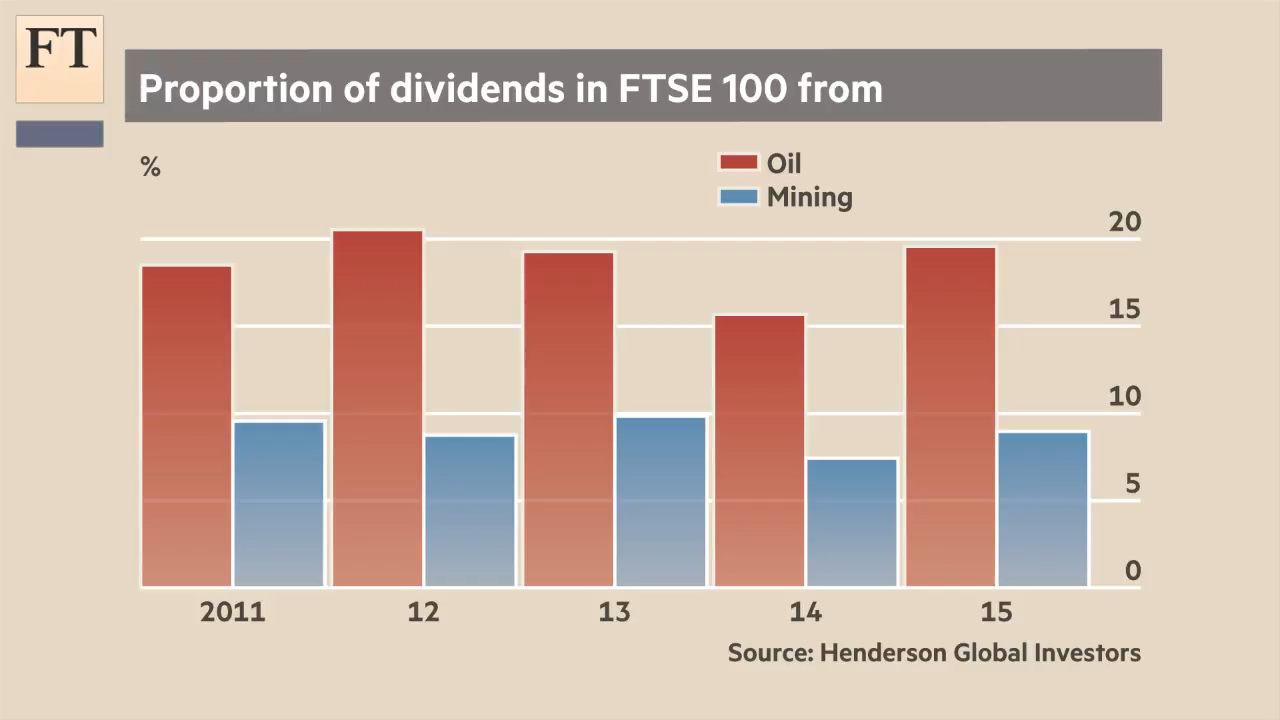 FT
Proportion of dividends in FTSE 100 from
%
Oil
Mining
20
15
10
5
0
2011 12 13 14 15
Source: Henderson Global Investors